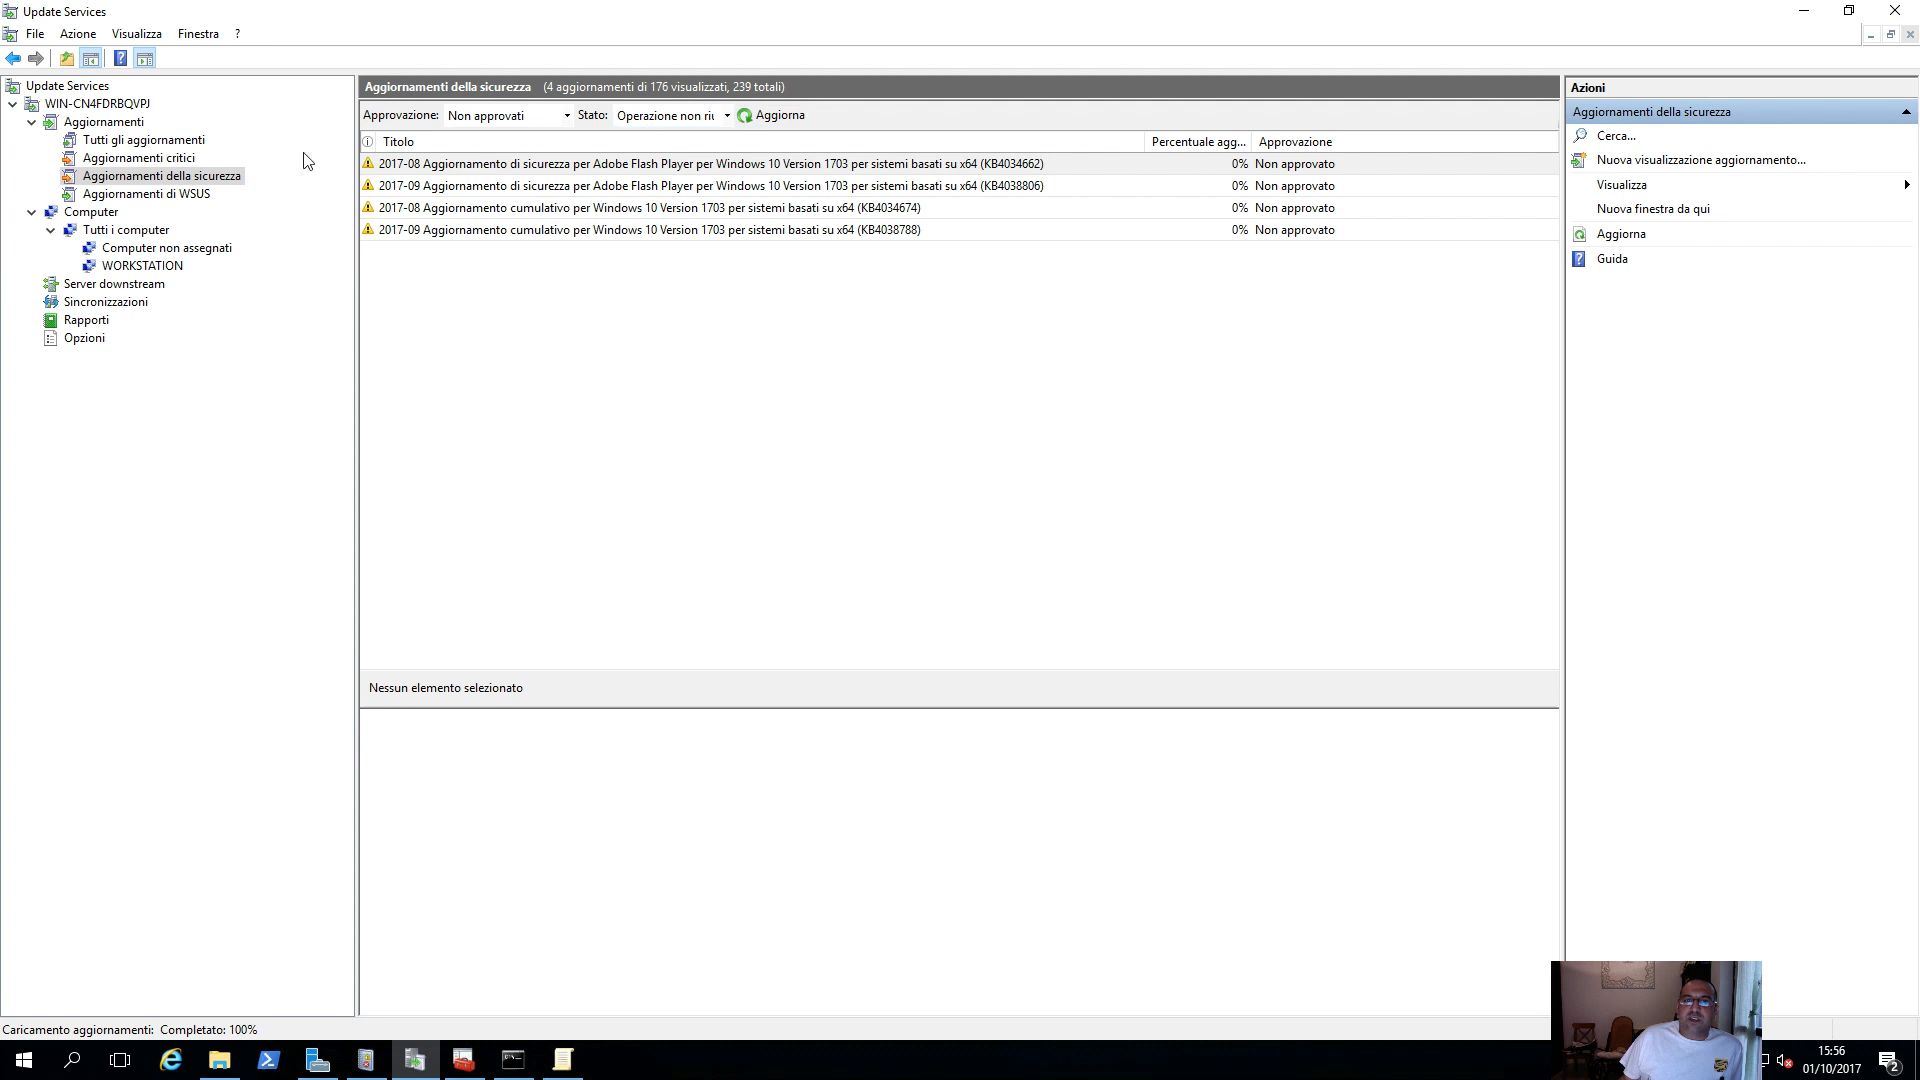 Update Services
File Azione Visualizza Finestra ?
Update Services
WIN-CN4FDRBQVPJ
Aggiornamenti
Tutti gli aggiornamenti
Aggiornamenti critici
Aggiornamenti della sicurezza
Aggiornamenti di WSUS
Computer
Tutti i computer
Computer non assegnati
WORKSTATION
Server downstream
Sincronizzazioni
Rapporti
Opzioni
Aggiornamenti della sicurezza (4 aggiornamenti di 176 visualizzati, 239 totali)
Approvazione: Non approvati Stato: Operazione non riu Aggiorna
Titolo Percentuale agg... Approvazione
2017-08 Aggiornamento di sicurezza per Adobe Flash Player per Windows 10 Version 1703 per sistemi basati su x64 (KB4034662) 0% Non approvato
2017-09 Aggiornamento di sicurezza per Adobe Flash Player per Windows 10 Version 1703 per sistemi basati su x64 (KB4038806) 0% Non approvato
2017-08 Aggiornamento cumulativo per Windows 10 Version 1703 per sistemi basati su x64 (KB4034674) 0% Non approvato
2017-09 Aggiornamento cumulativo per Windows 10 Version 1703 per sistemi basati su x64 (KB4038788) 0% Non approvato
Nessun elemento selezionato
Azioni
Aggiornamenti della sicurezza
Cerca...
Nuova visualizzazione aggiornamento...
Visualizza
Nuova finestra da qui
Aggiorna
Guida
Caricamento aggiornamenti: Completato: 100%
15:56
01/10/2017
2